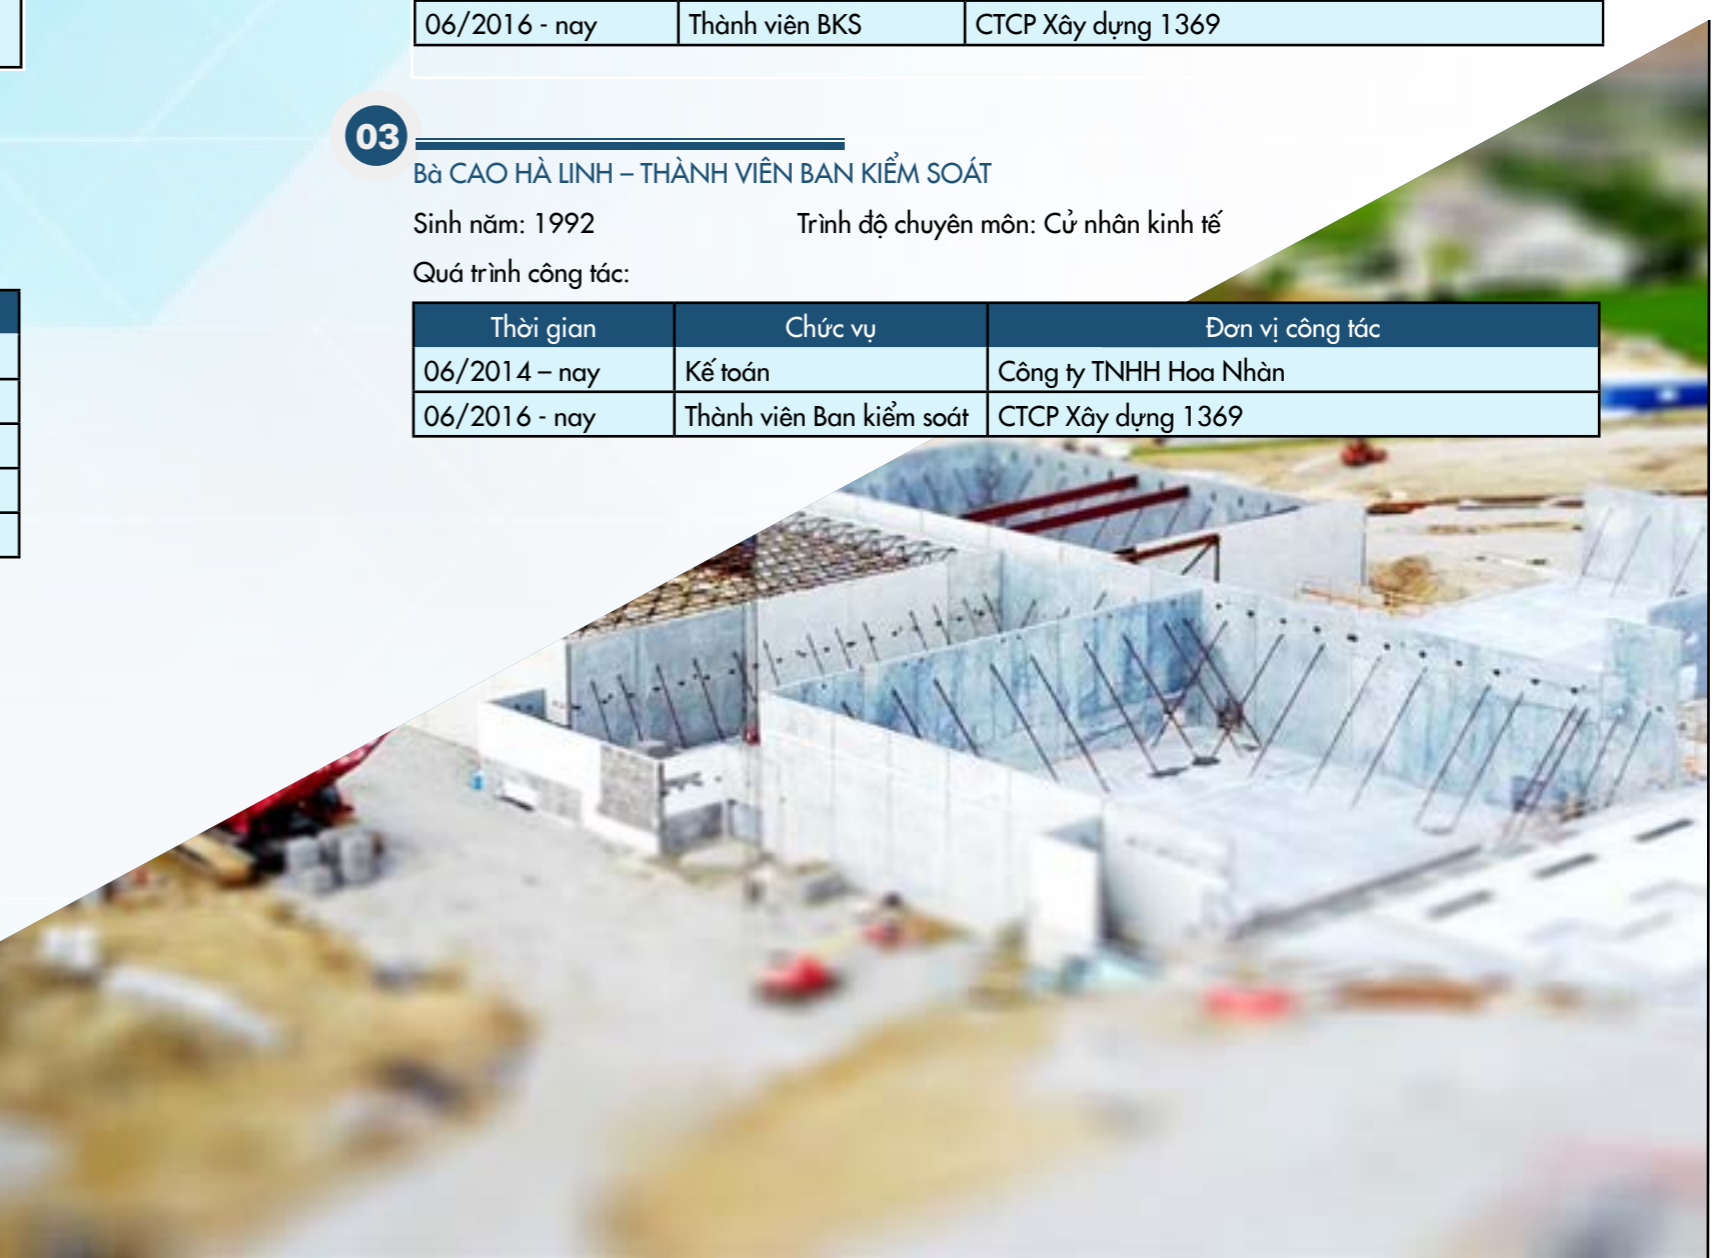 06/2016 - nay Thành viên BKS CTCP Xây dựng 1369
03
Bà CAO HÀ LINH – THÀNH VIÊN BAN KIỂM SOÁT
Sinh năm: 1992 Trình độ chuyên môn: Cử nhân kinh tế
Quá trình công tác:
Thời gian Chức vụ Đơn vị công tác
06/2014 – nay Kế toán Công ty TNHH Hoa Nhàn
06/2016 - nay Thành viên Ban kiểm soát CTCP Xây dựng 1369